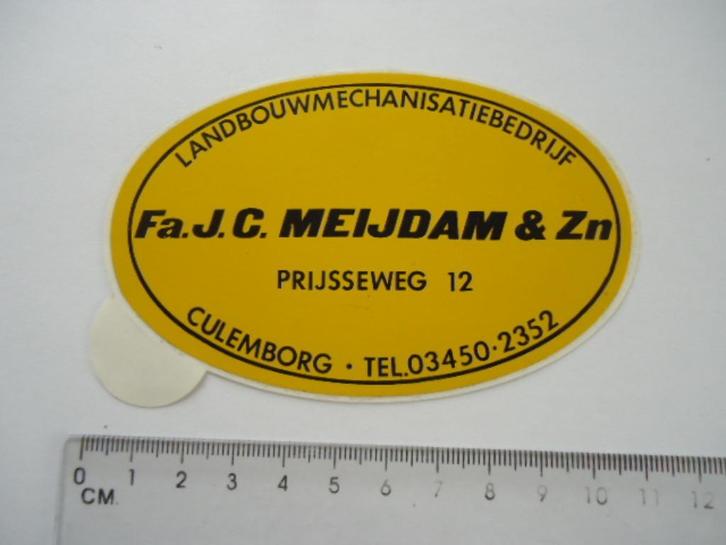 LANDBOUWMECHANISATIEBEDRIJF
Fa. J. C. MEIJDAM & Zn
PRIJSSEWEG 12
CULEMBORG · TEL. 03450-2352
0 1 2 3 4 5 6 7 8 9 10 11 12
CM.